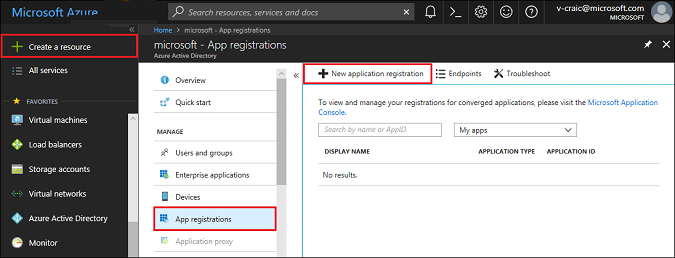 Microsoft Azure
Search resources, services and docs
v-craic@microsoft.com
MICROSOFT
Create a resource
All services
FAVORITES
Virtual machines
Load balancers
Storage accounts
Virtual networks
Azure Active Directory
Monitor
Home > microsoft - App registrations
microsoft - App registrations
Azure Active Directory
Overview
Quick start
MANAGE
Users and groups
Enterprise applications
Devices
App registrations
Application proxy
New application registration
Endpoints
Troubleshoot
To view and manage your registrations for converged applications, please visit the Microsoft Application
Console.
Search by name or AppID
My apps
DISPLAY NAME
APPLICATION TYPE
APPLICATION ID
No results.